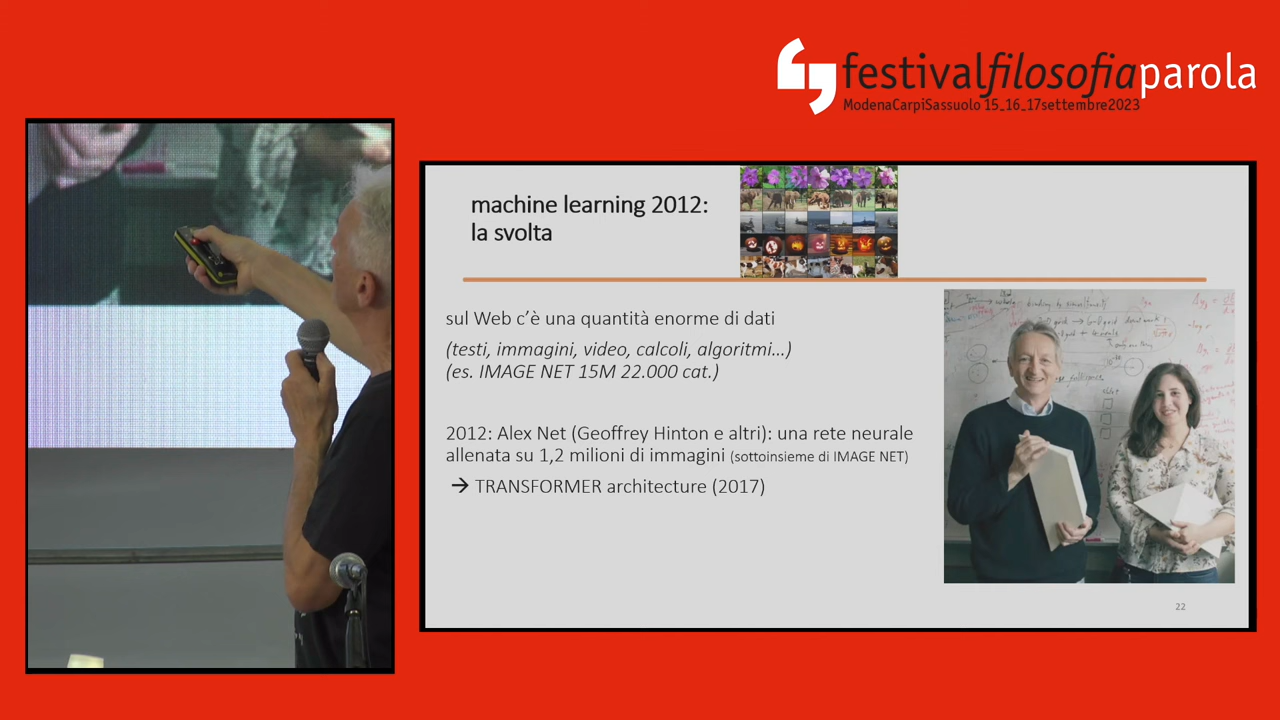 festivalfilosofiaparola
ModenaCarpiSassuolo 15_16_17settembre2023
machine learning 2012:
la svolta
sul Web c’è una quantità enorme di dati
(testi, immagini, video, calcoli, algoritmi…)
(es. IMAGE NET 15M 22.000 cat.)
2012: Alex Net (Geoffrey Hinton e altri): una rete neurale
allenata su 1,2 milioni di immagini (sottoinsieme di IMAGE NET)
→ TRANSFORMER architecture (2017)
22